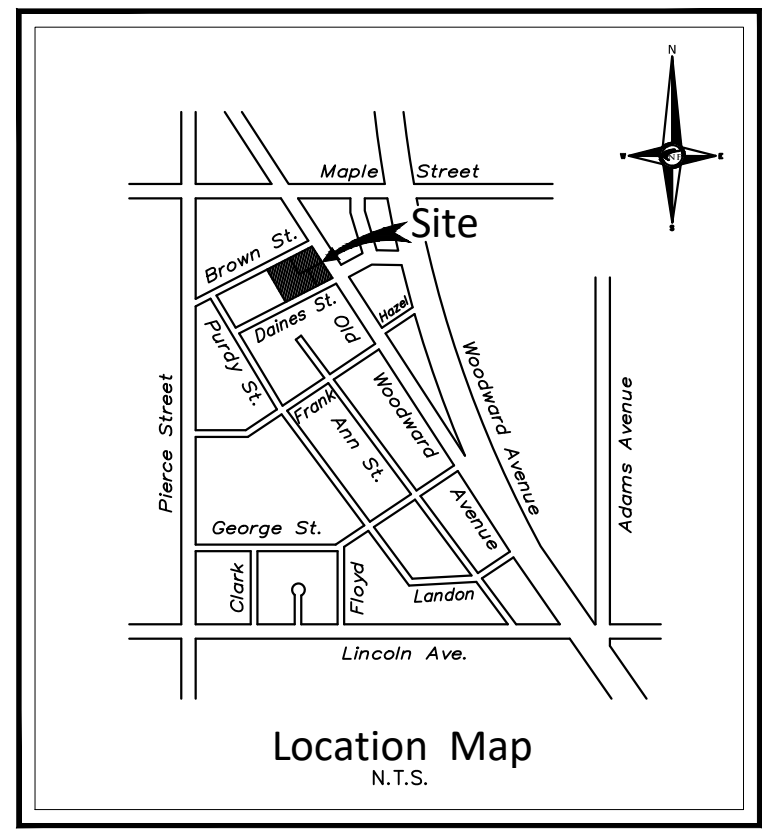 N
W
E
NF
S
Maple Street
Site
Brown St.
Daines St.
Old Woodward Avenue
Hazel
Purdy St.
Frank
Ann St.
Woodward Avenue
Pierce Street
Adams Avenue
George St.
Clark
Floyd
Landon
Lincoln Ave.
Location Map
N.T.S.